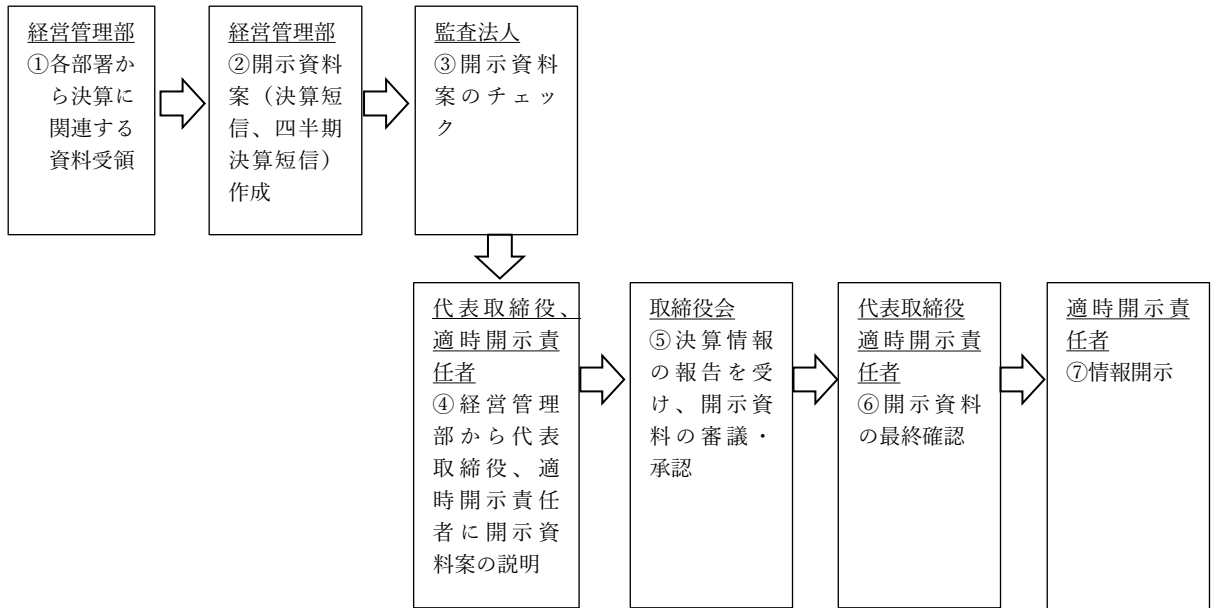 経営管理部
①各部署か
ら決算に
関連する
資料受領
経営管理部
②開示資料
案（決算短
信、四半期
決算短信）
作成
監査法人
③開示資料
案のチェッ
ク
代表取締役、
適時開示責
任者
④経営管理
部から代表
取締役、適
時開示責任
者に開示資
料案の説明
取締役会
⑤決算情報
の報告を受
け、開示資
料の審議・
承認
代表取締役
適時開示責
任者
⑥開示資料
の最終確認
適時開示責
任者
⑦情報開示